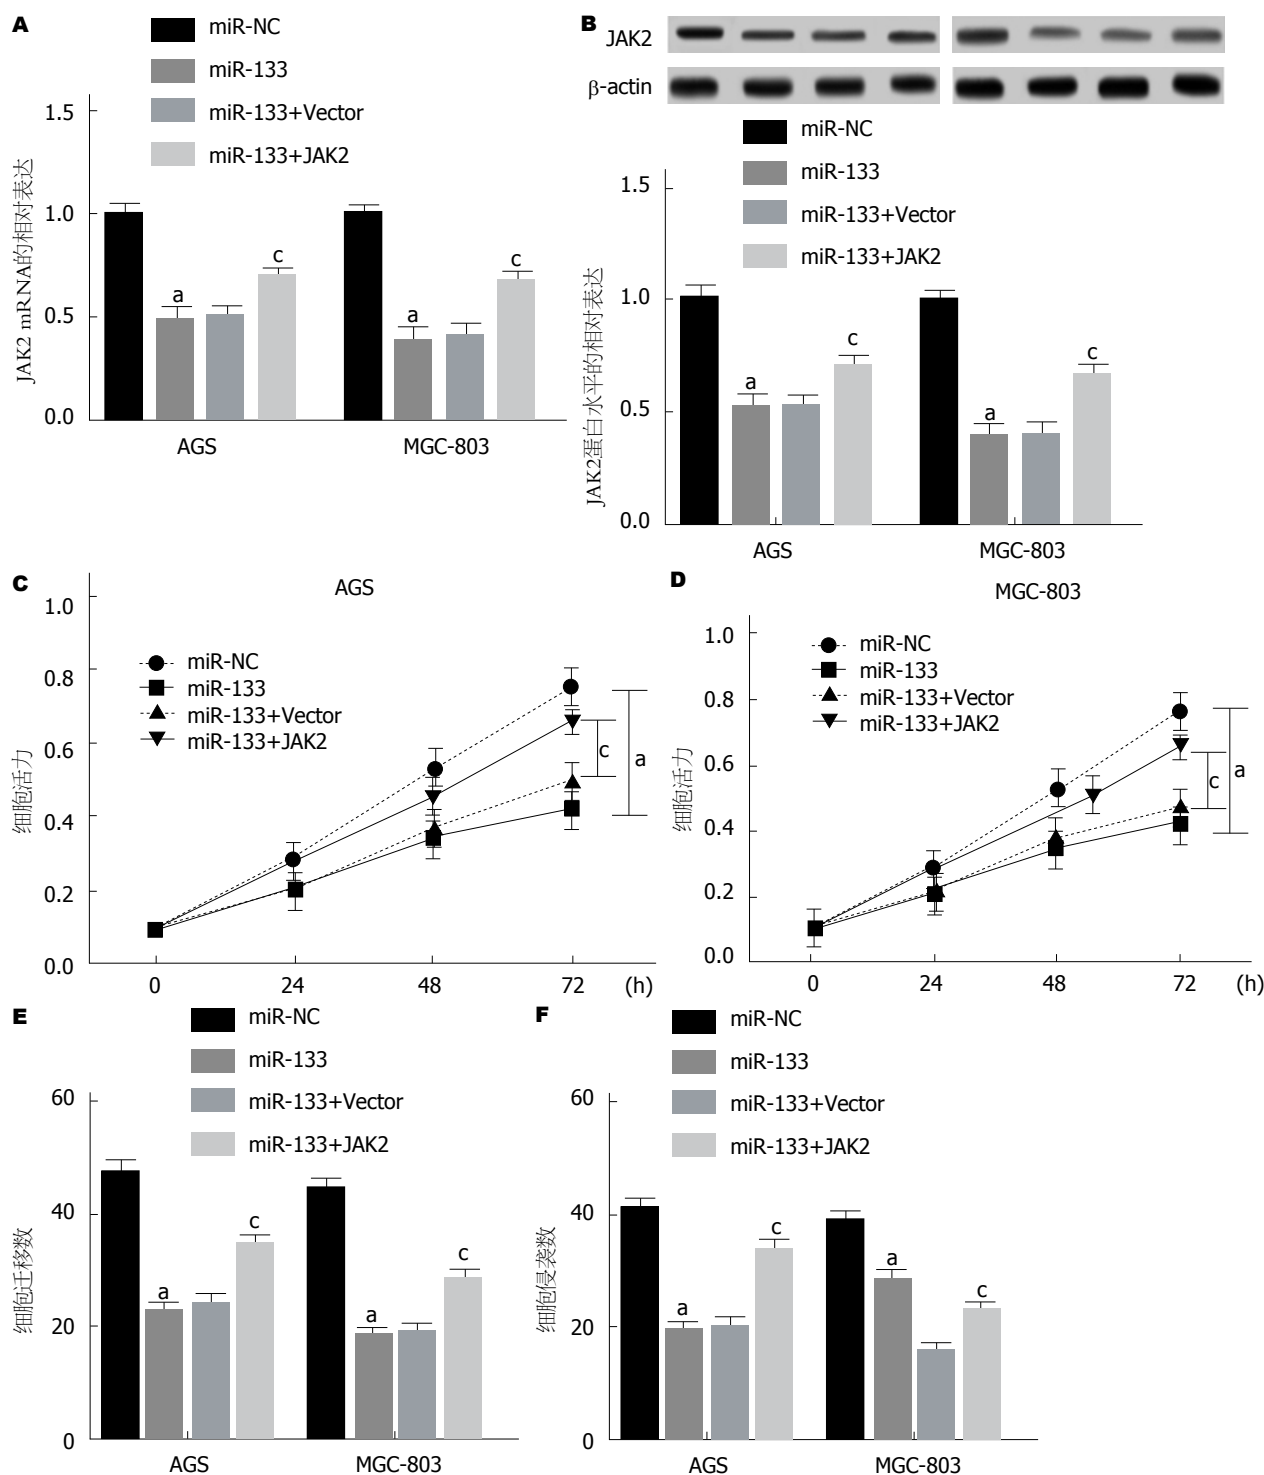 A
miR-NC
miR-133
miR-133+Vector
miR-133+JAK2
1.5
1.0
0.5
0.0
JAK2 mRNA的相对表达
a
c
a
c
AGS
MGC-803
B
JAK2
β-actin
miR-NC
miR-133
miR-133+Vector
miR-133+JAK2
1.5
1.0
0.5
0.0
JAK2蛋白水平的相对表达
a
c
a
c
AGS
MGC-803
C
AGS
miR-NC
miR-133
miR-133+Vector
miR-133+JAK2
1.0
0.8
0.6
0.4
0.2
0.0
细胞活力
c
a
0
24
48
72
(h)
D
MGC-803
miR-NC
miR-133
miR-133+Vector
miR-133+JAK2
1.0
0.8
0.6
0.4
0.2
0.0
细胞活力
c
a
0
24
48
72
(h)
E
miR-NC
miR-133
miR-133+Vector
miR-133+JAK2
60
40
20
0
细胞迁移数
a
c
a
c
AGS
MGC-803
F
miR-NC
miR-133
miR-133+Vector
miR-133+JAK2
60
40
20
0
细胞侵袭数
a
c
a
c
AGS
MGC-803